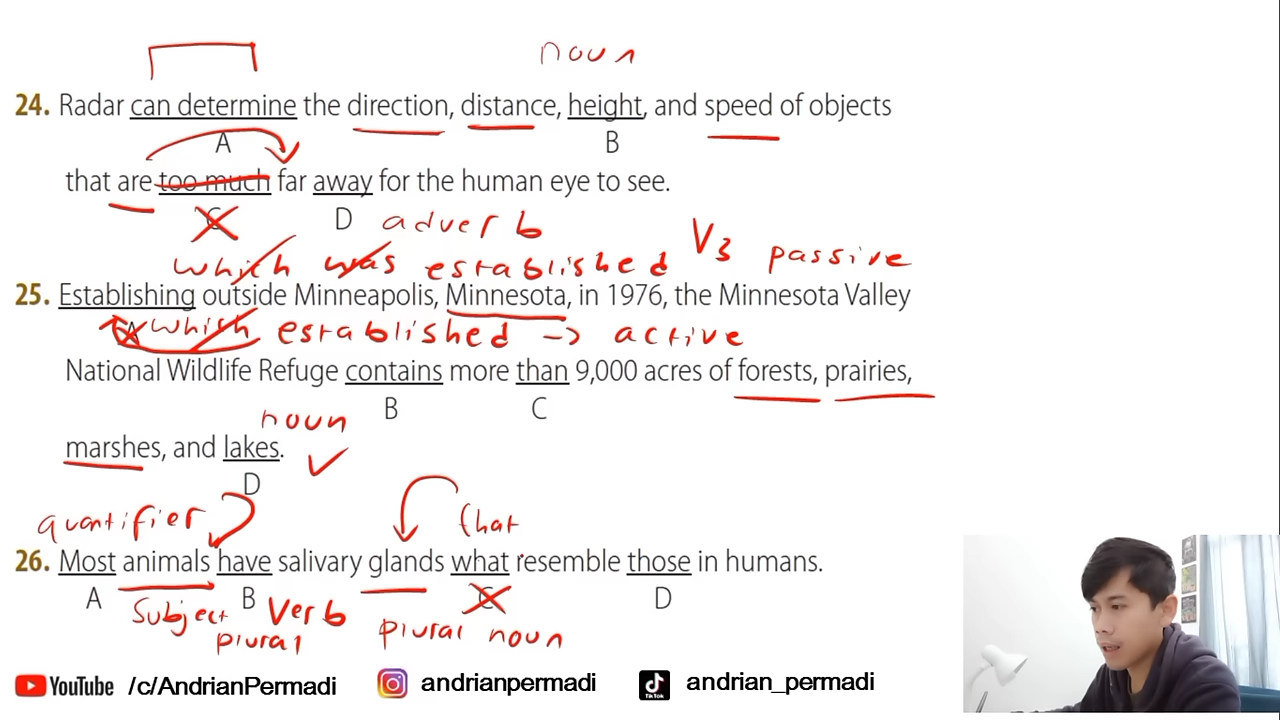 noun
24. Radar can determine the direction, distance, height, and speed of objects
A B
that are too much far away for the human eye to see.
C D adverb
which was established V3 passive
25. Establishing outside Minneapolis, Minnesota, in 1976, the Minnesota Valley
A which established -> active
National Wildlife Refuge contains more than 9,000 acres of forests, prairies,
B C
noun
marshes, and lakes.
D
quantifier that
26. Most animals have salivary glands what resemble those in humans.
A B C D
subject verb
plural plural noun
YouTube /c/AndrianPermadi andrianpermadi TikTok andrian_permadi